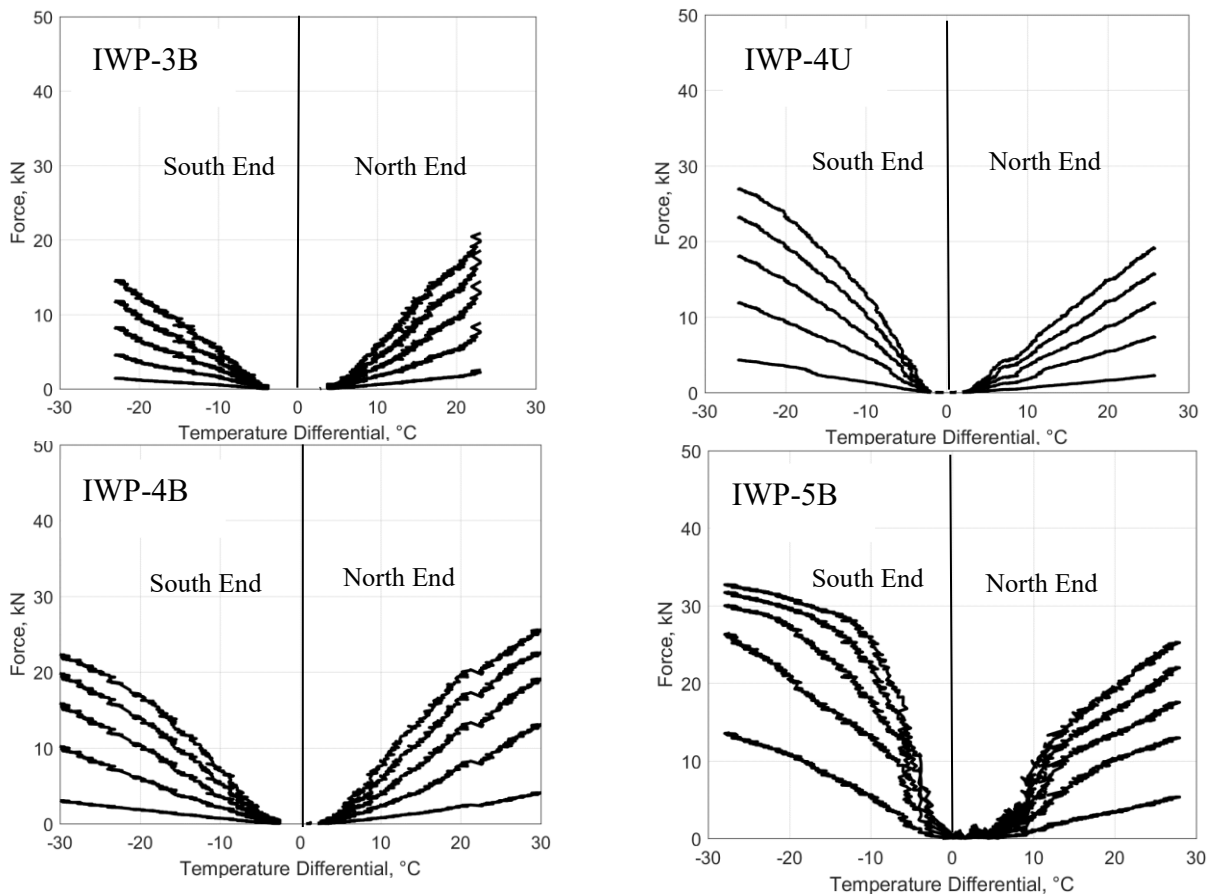 50
40
30
20
10
0
Force, kN
IWP-3B
South End
North End
-30 -20 -10 0 10 20 30
Temperature Differential, °C
50
40
30
20
10
0
Force, kN
IWP-4U
South End
North End
-30 -20 -10 0 10 20 30
Temperature Differential, °C
50
40
30
20
10
0
Force, kN
IWP-4B
South End
North End
-30 -20 -10 0 10 20 30
Temperature Differential, °C
50
40
30
20
10
0
Force, kN
IWP-5B
South End
North End
-30 -20 -10 0 10 20 30
Temperature Differential, °C